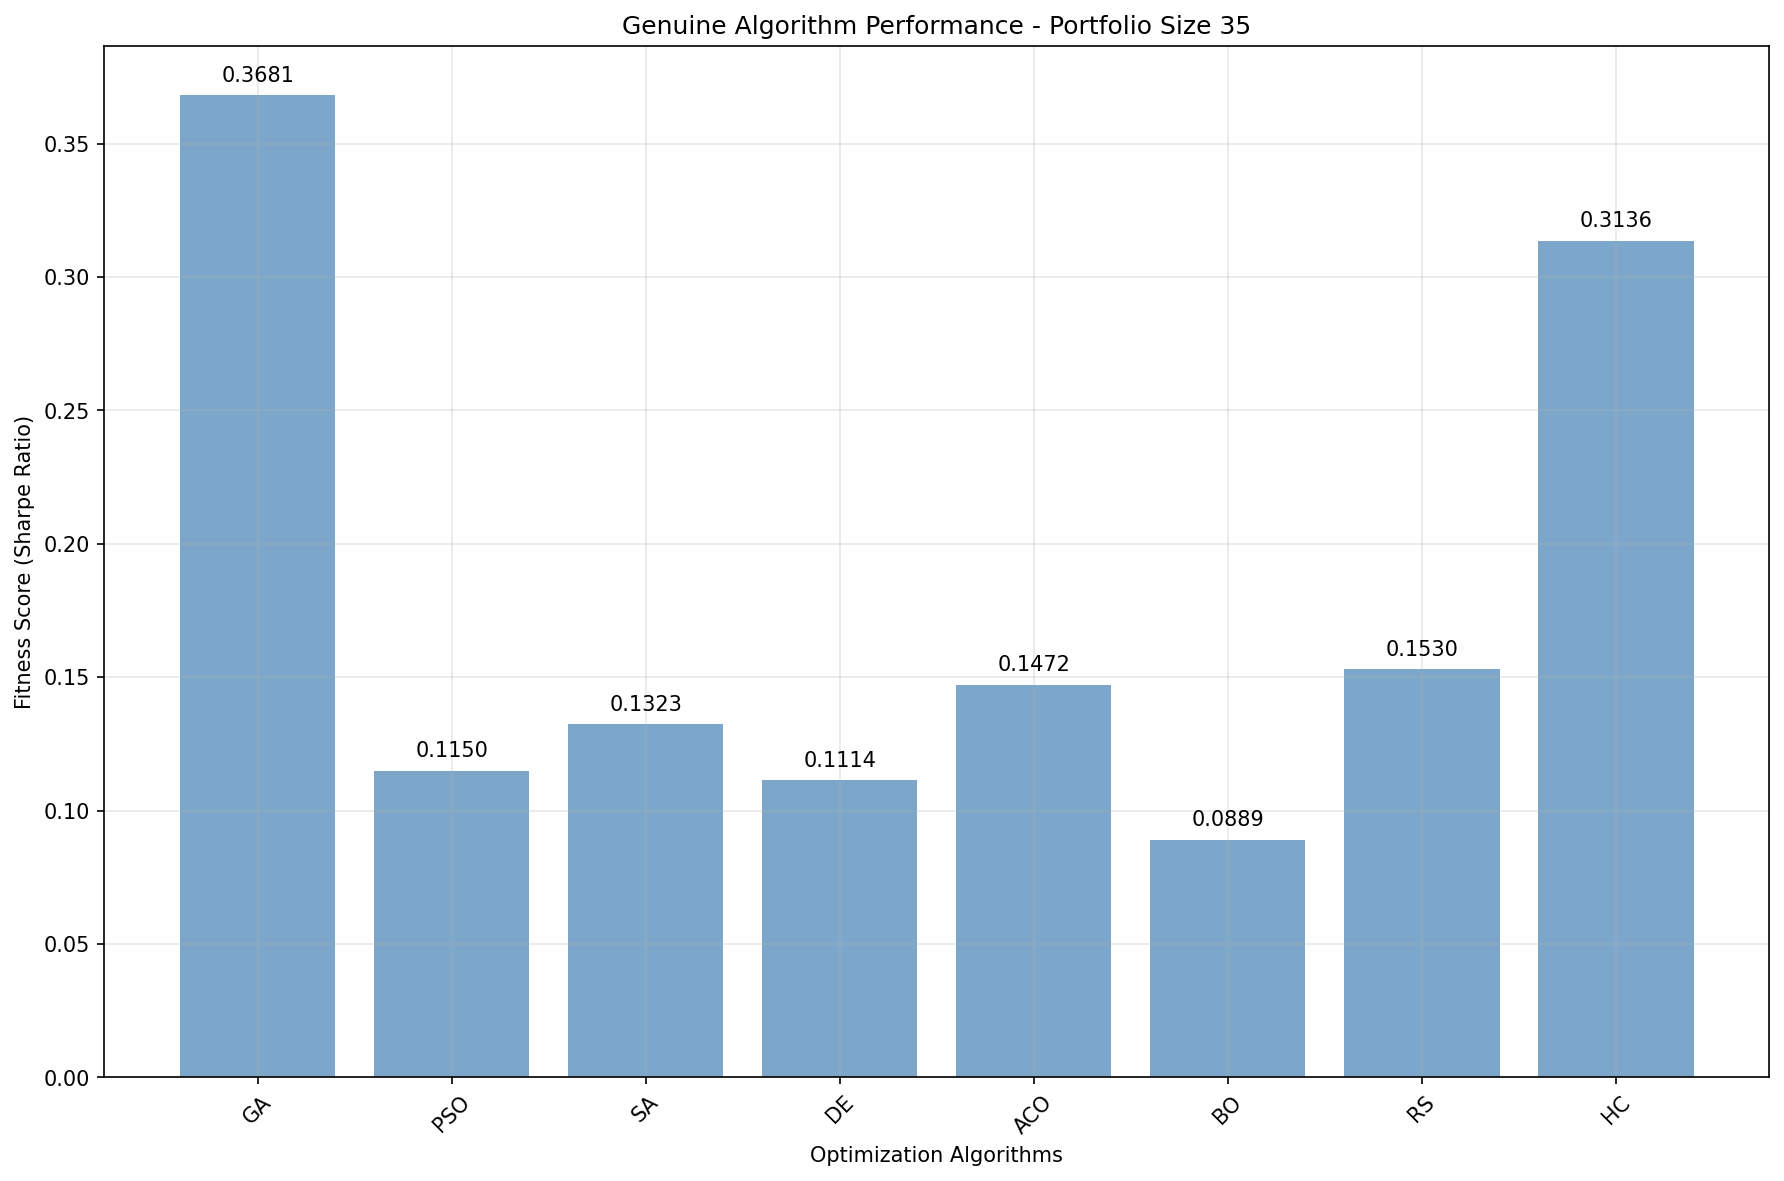 Genuine Algorithm Performance - Portfolio Size 35
0.3681
0.1150
0.1323
0.1114
0.1472
0.0889
0.1530
0.3136
Fitness Score (Sharpe Ratio)
0.35
0.30
0.25
0.20
0.15
0.10
0.05
0.00
GA
PSO
SA
DE
ACO
BO
RS
HC
Optimization Algorithms